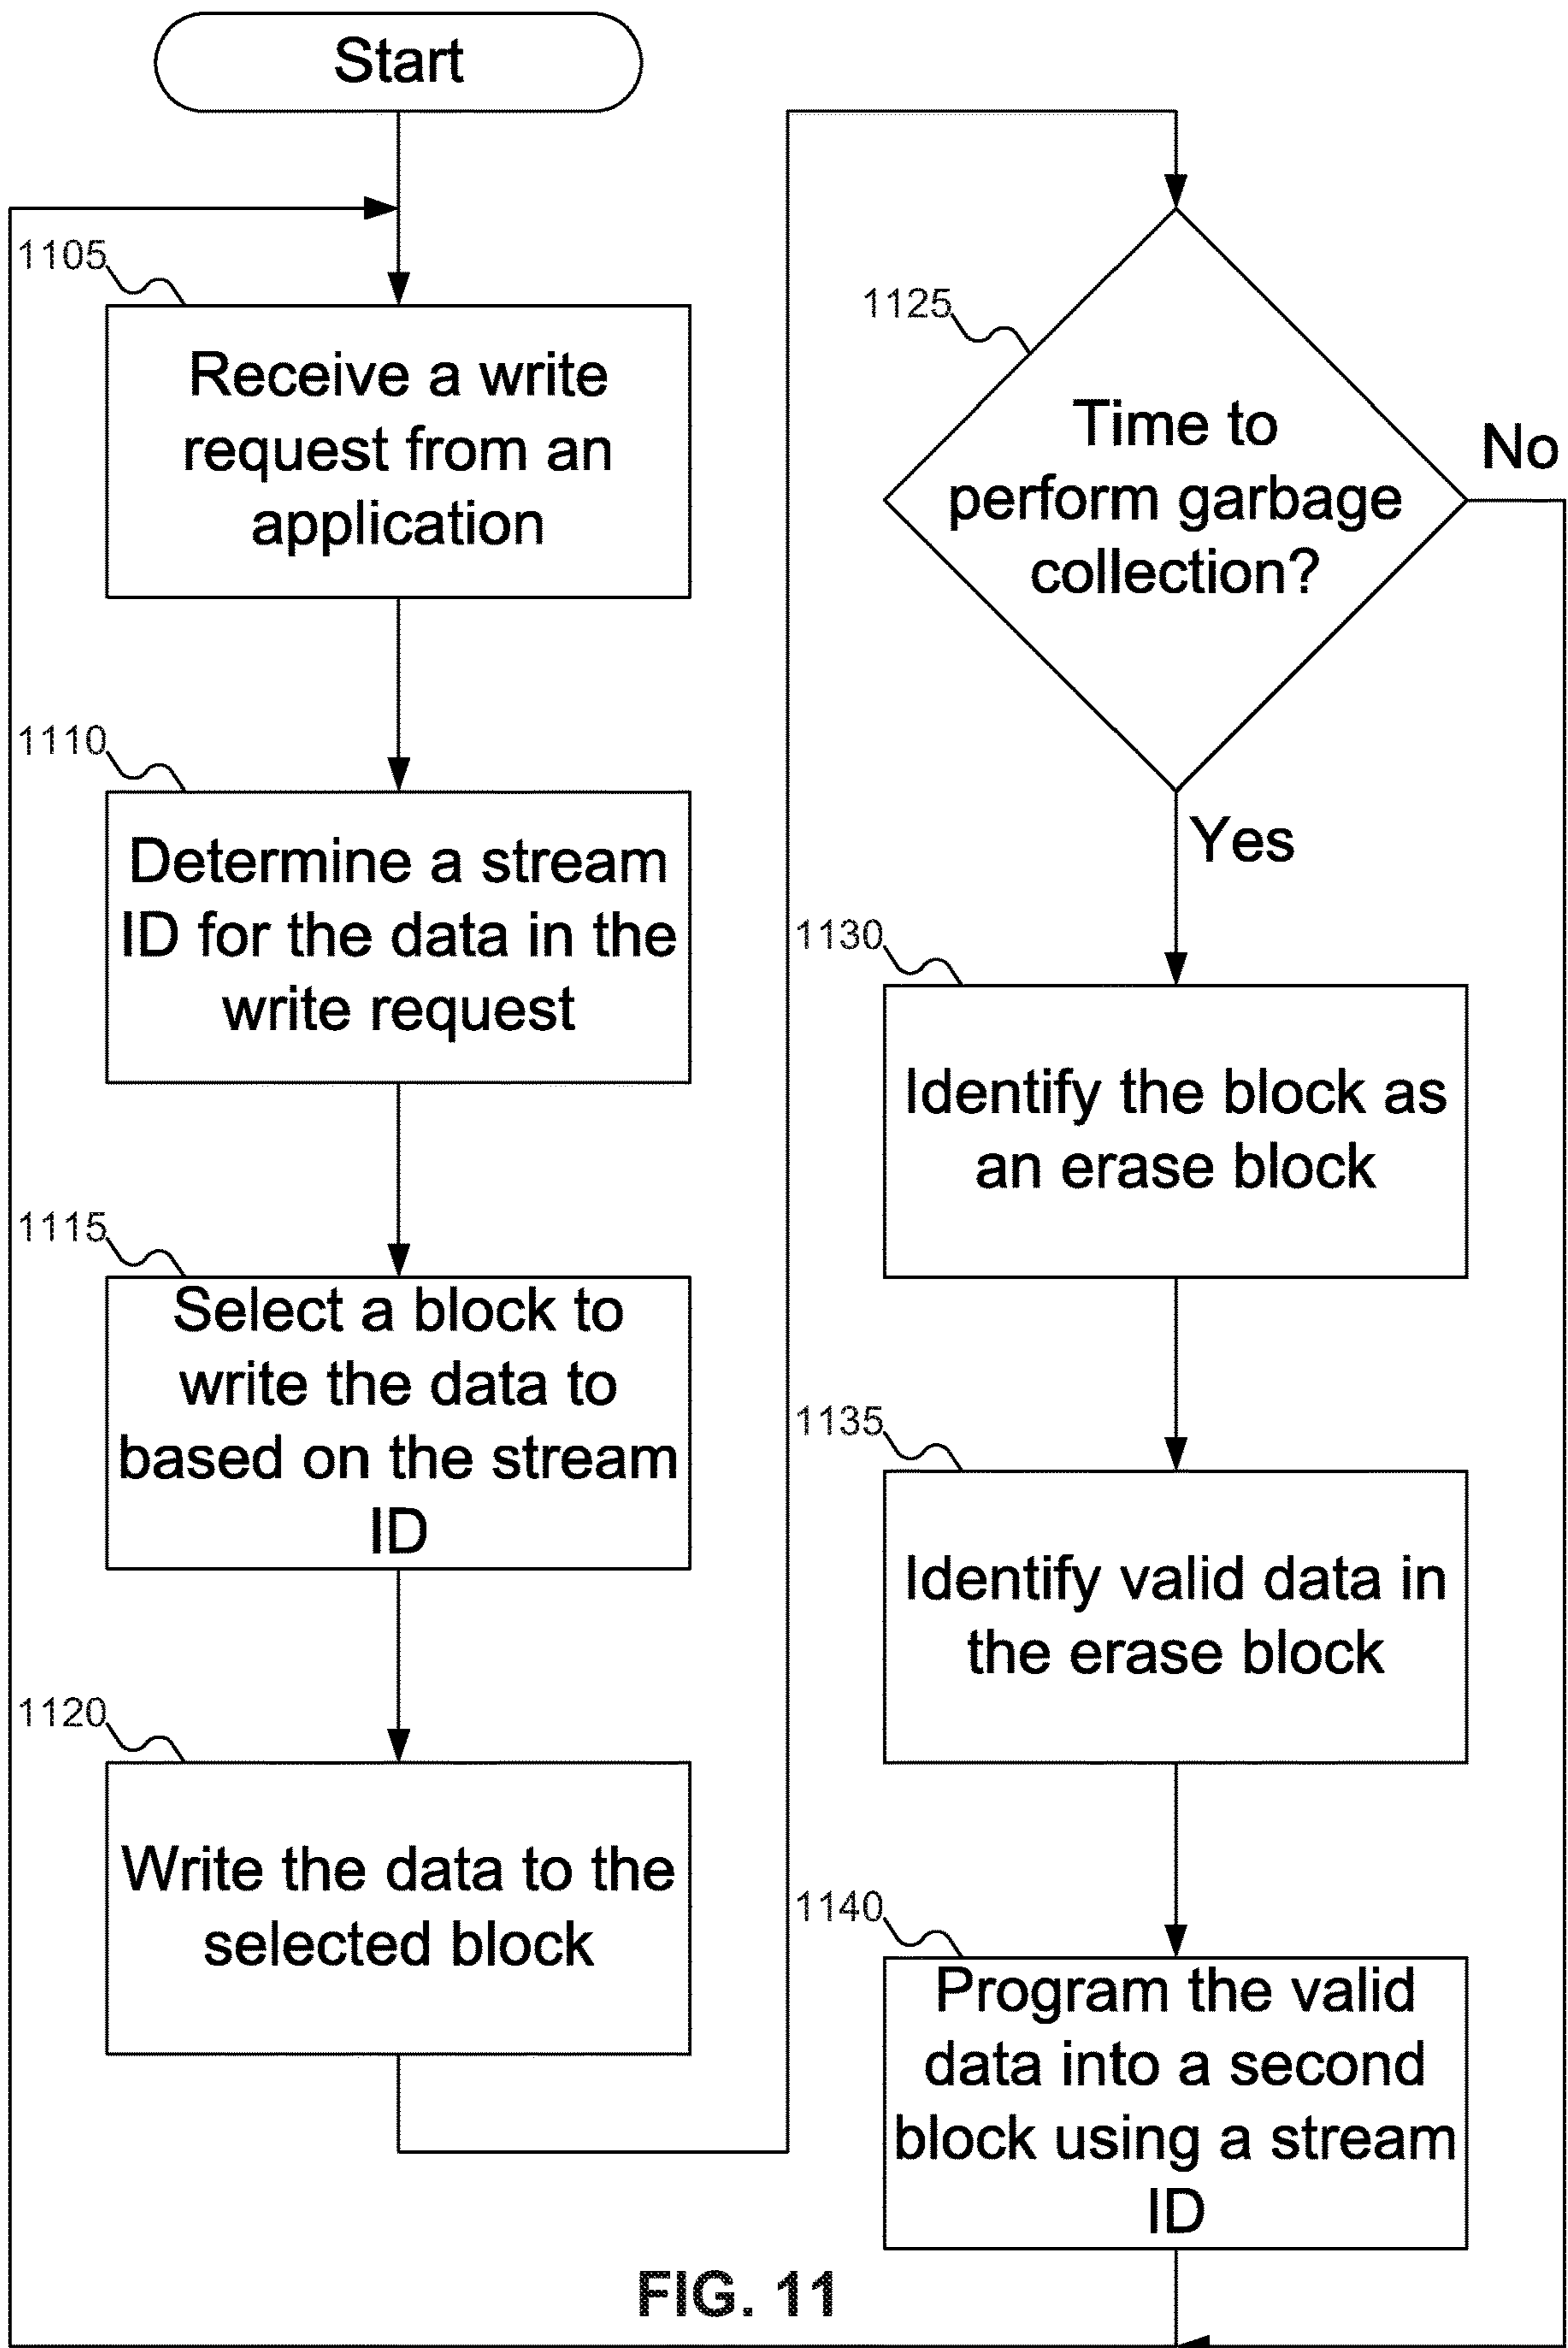 Start
1105
Receive a write
request from an
application
1110
Determine a stream
ID for the data in the
write request
1115
Select a block to
write the data to
based on the stream
ID
1120
Write the data to the
selected block
1125
Time to
perform garbage
collection?
No
Yes
1130
Identify the block as
an erase block
1135
Identify valid data in
the erase block
1140
Program the valid
data into a second
block using a stream
ID
FIG. 11